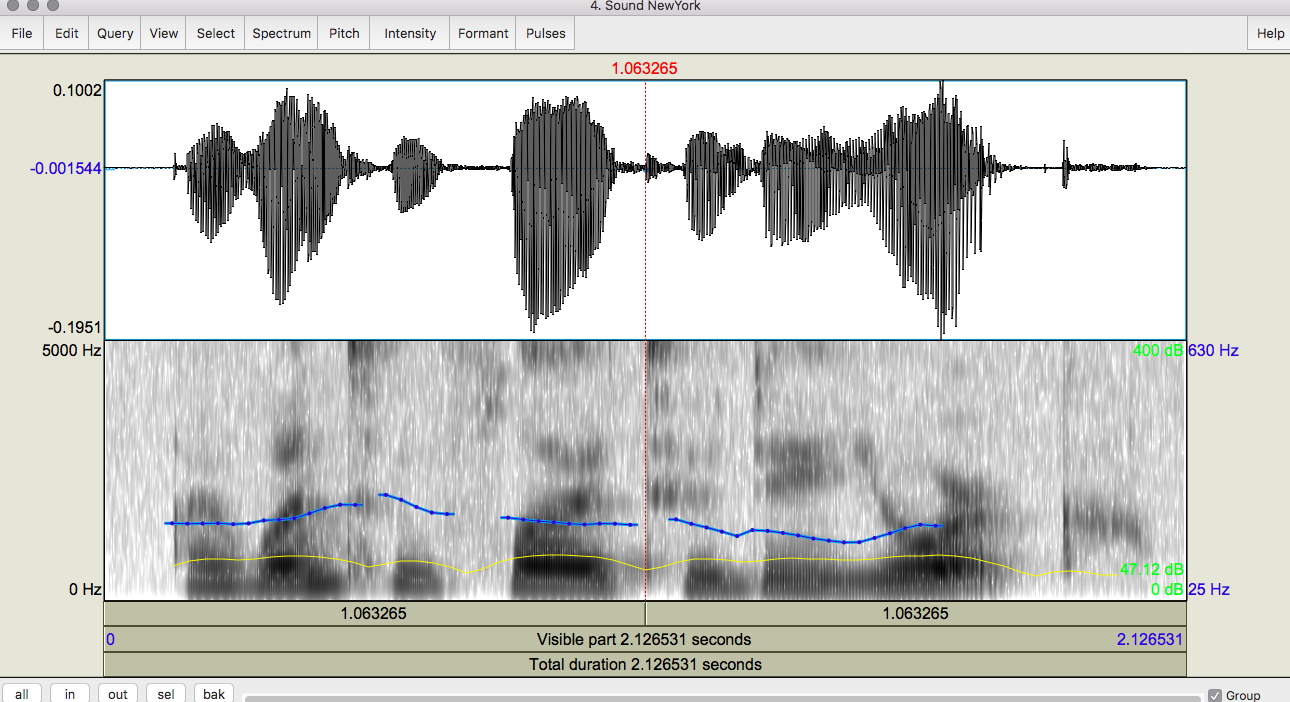 4. Sound NewYork
File Edit Query View Select Spectrum Pitch Intensity Formant Pulses Help
1.063265
0.1002
-0.001544
-0.1951
5000 Hz 400 dB 630 Hz
47.12 dB
0 Hz 0 dB 25 Hz
1.063265 1.063265
0 Visible part 2.126531 seconds 2.126531
Total duration 2.126531 seconds
all in out sel bak Group